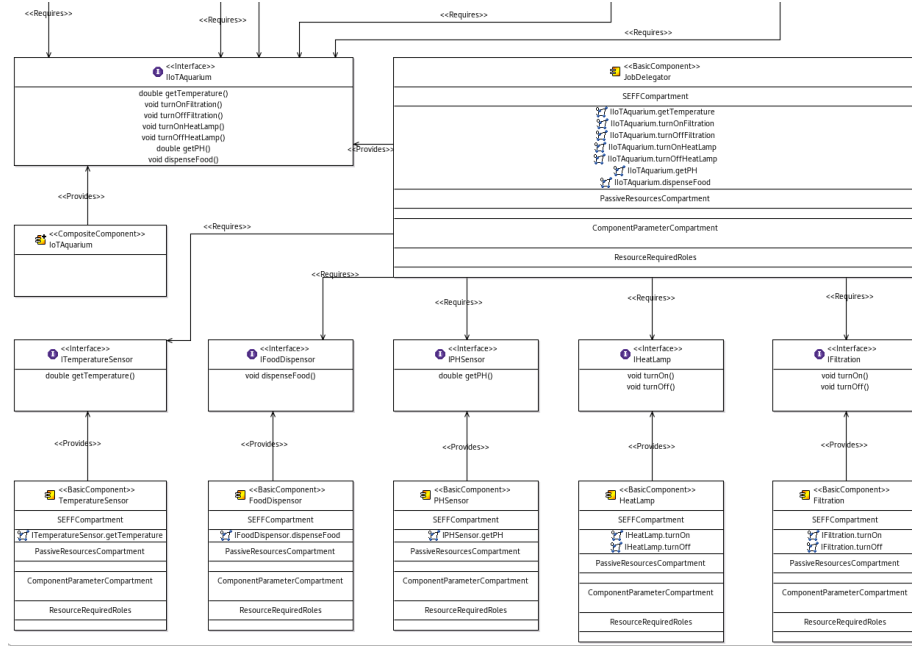 <<Requires>>
<<Requires>>
<<Requires>>
<<Requires>>
<<Interface>>
IIoTAquarium
double getTemperature()
void turnOnFiltration()
void turnOffFiltration()
void turnOnHeatLamp()
void turnOffHeatLamp()
double getPH()
void dispenseFood()
<<BasicComponent>>
JobDelegator
SEFFCompartment
IIoTAquarium.getTemperature
IIoTAquarium.turnOnFiltration
IIoTAquarium.turnOffFiltration
IIoTAquarium.turnOnHeatLamp
IIoTAquarium.turnOffHeatLamp
IIoTAquarium.getPH
IIoTAquarium.dispenseFood
PassiveResourcesCompartment
ComponentParameterCompartment
ResourceRequiredRoles
<<Provides>>
<<Provides>>
<<CompositeComponent>>
IoTAquarium
<<Requires>>
<<Requires>>
<<Requires>>
<<Requires>>
<<Requires>>
<<Interface>>
ITemperatureSensor
double getTemperature()
<<Interface>>
IFoodDispensor
void dispenseFood()
<<Interface>>
IPHSensor
double getPH()
<<Interface>>
IHeatLamp
void turnOn()
void turnOff()
<<Interface>>
IFiltration
void turnOn()
void turnOff()
<<Provides>>
<<Provides>>
<<Provides>>
<<Provides>>
<<Provides>>
<<BasicComponent>>
TemperatureSensor
SEFFCompartment
ITemperatureSensor.getTemperature
PassiveResourcesCompartment
ComponentParameterCompartment
ResourceRequiredRoles
<<BasicComponent>>
FoodDispensor
SEFFCompartment
IFoodDispensor.dispenseFood
PassiveResourcesCompartment
ComponentParameterCompartment
ResourceRequiredRoles
<<BasicComponent>>
PHSensor
SEFFCompartment
IPHSensor.getPH
PassiveResourcesCompartment
ComponentParameterCompartment
ResourceRequiredRoles
<<BasicComponent>>
HeatLamp
SEFFCompartment
IHeatLamp.turnOn
IHeatLamp.turnOff
PassiveResourcesCompartment
ComponentParameterCompartment
ResourceRequiredRoles
<<BasicComponent>>
Filtration
SEFFCompartment
IFiltration.turnOn
IFiltration.turnOff
PassiveResourcesCompartment
ComponentParameterCompartment
ResourceRequiredRoles